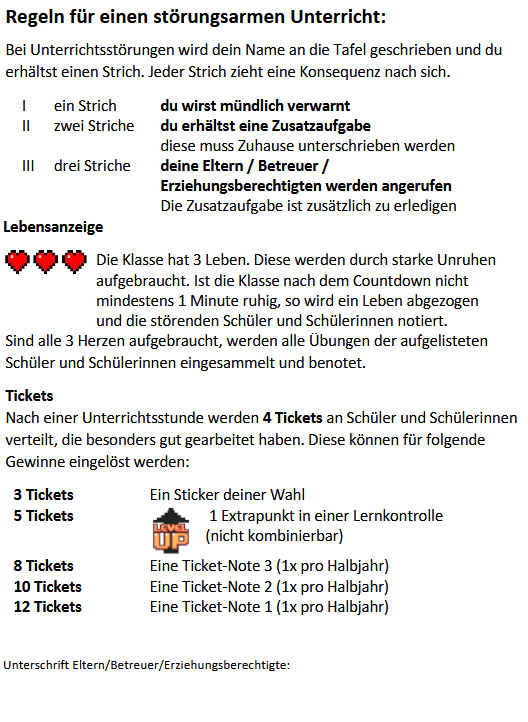 Regeln für einen störungsarmen Unterricht:
Bei Unterrichtsstörungen wird dein Name an die Tafel geschrieben und du
erhältst einen Strich. Jeder Strich zieht eine Konsequenz nach sich.
I ein Strich du wirst mündlich verwarnt
II zwei Striche du erhältst eine Zusatzaufgabe
diese muss Zuhause unterschrieben werden
III drei Striche deine Eltern / Betreuer /
Erziehungsberechtigten werden angerufen
Die Zusatzaufgabe ist zusätzlich zu erledigen
Lebensanzeige
Die Klasse hat 3 Leben. Diese werden durch starke Unruhen
aufgebraucht. Ist die Klasse nach dem Countdown nicht
mindestens 1 Minute ruhig, so wird ein Leben abgezogen
und die störenden Schüler und Schülerinnen notiert.
Sind alle 3 Herzen aufgebraucht, werden alle Übungen der aufgelisteten
Schüler und Schülerinnen eingesammelt und benotet.
Tickets
Nach einer Unterrichtsstunde werden 4 Tickets an Schüler und Schülerinnen
verteilt, die besonders gut gearbeitet haben. Diese können für folgende
Gewinne eingelöst werden:
3 Tickets Ein Sticker deiner Wahl
5 Tickets LEVEL UP 1 Extrapunkt in einer Lernkontrolle
(nicht kombinierbar)
8 Tickets Eine Ticket-Note 3 (1x pro Halbjahr)
10 Tickets Eine Ticket-Note 2 (1x pro Halbjahr)
12 Tickets Eine Ticket-Note 1 (1x pro Halbjahr)
Unterschrift Eltern/Betreuer/Erziehungsberechtigte: